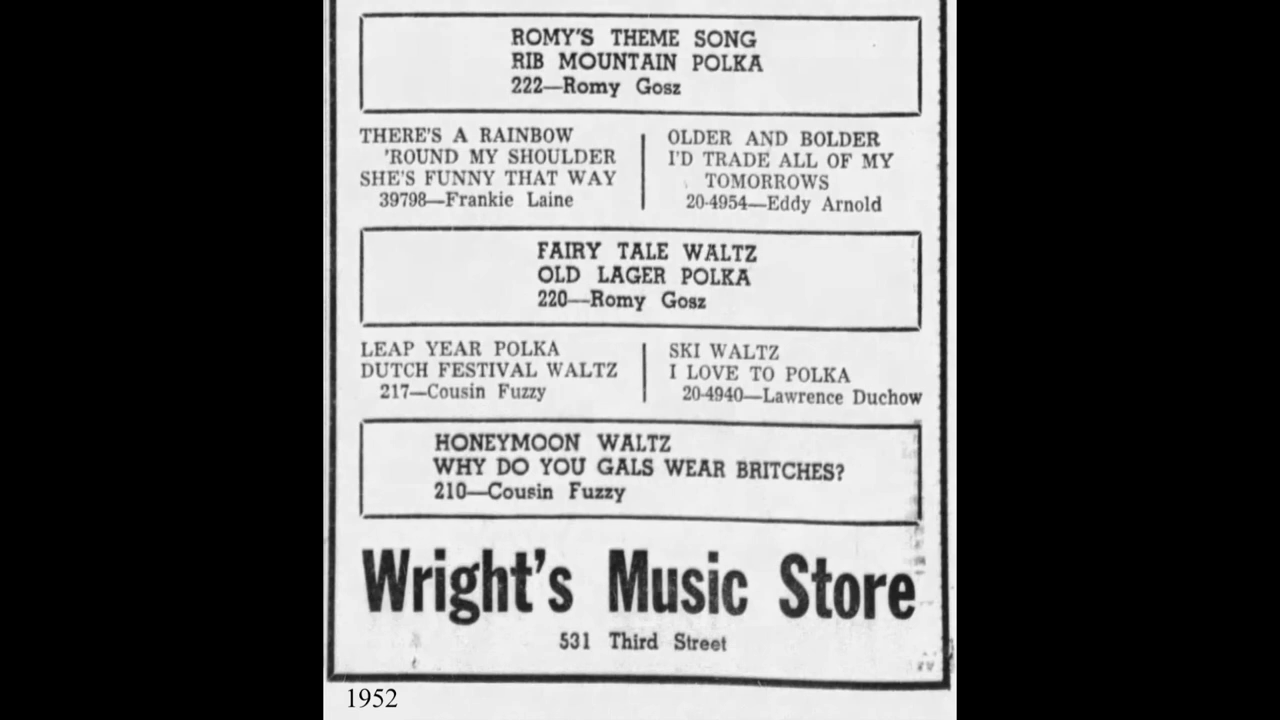 ROMY'S THEME SONG
RIB MOUNTAIN POLKA
222—Romy Gosz
THERE'S A RAINBOW
'ROUND MY SHOULDER
SHE'S FUNNY THAT WAY
39798—Frankie Laine
OLDER AND BOLDER
I'D TRADE ALL OF MY
TOMORROWS
20-4954—Eddy Arnold
FAIRY TALE WALTZ
OLD LAGER POLKA
220—Romy Gosz
LEAP YEAR POLKA
DUTCH FESTIVAL WALTZ
217—Cousin Fuzzy
SKI WALTZ
I LOVE TO POLKA
20-4940—Lawrence Duchow
HONEYMOON WALTZ
WHY DO YOU GALS WEAR BRITCHES?
210—Cousin Fuzzy
Wright's Music Store
531 Third Street
1952